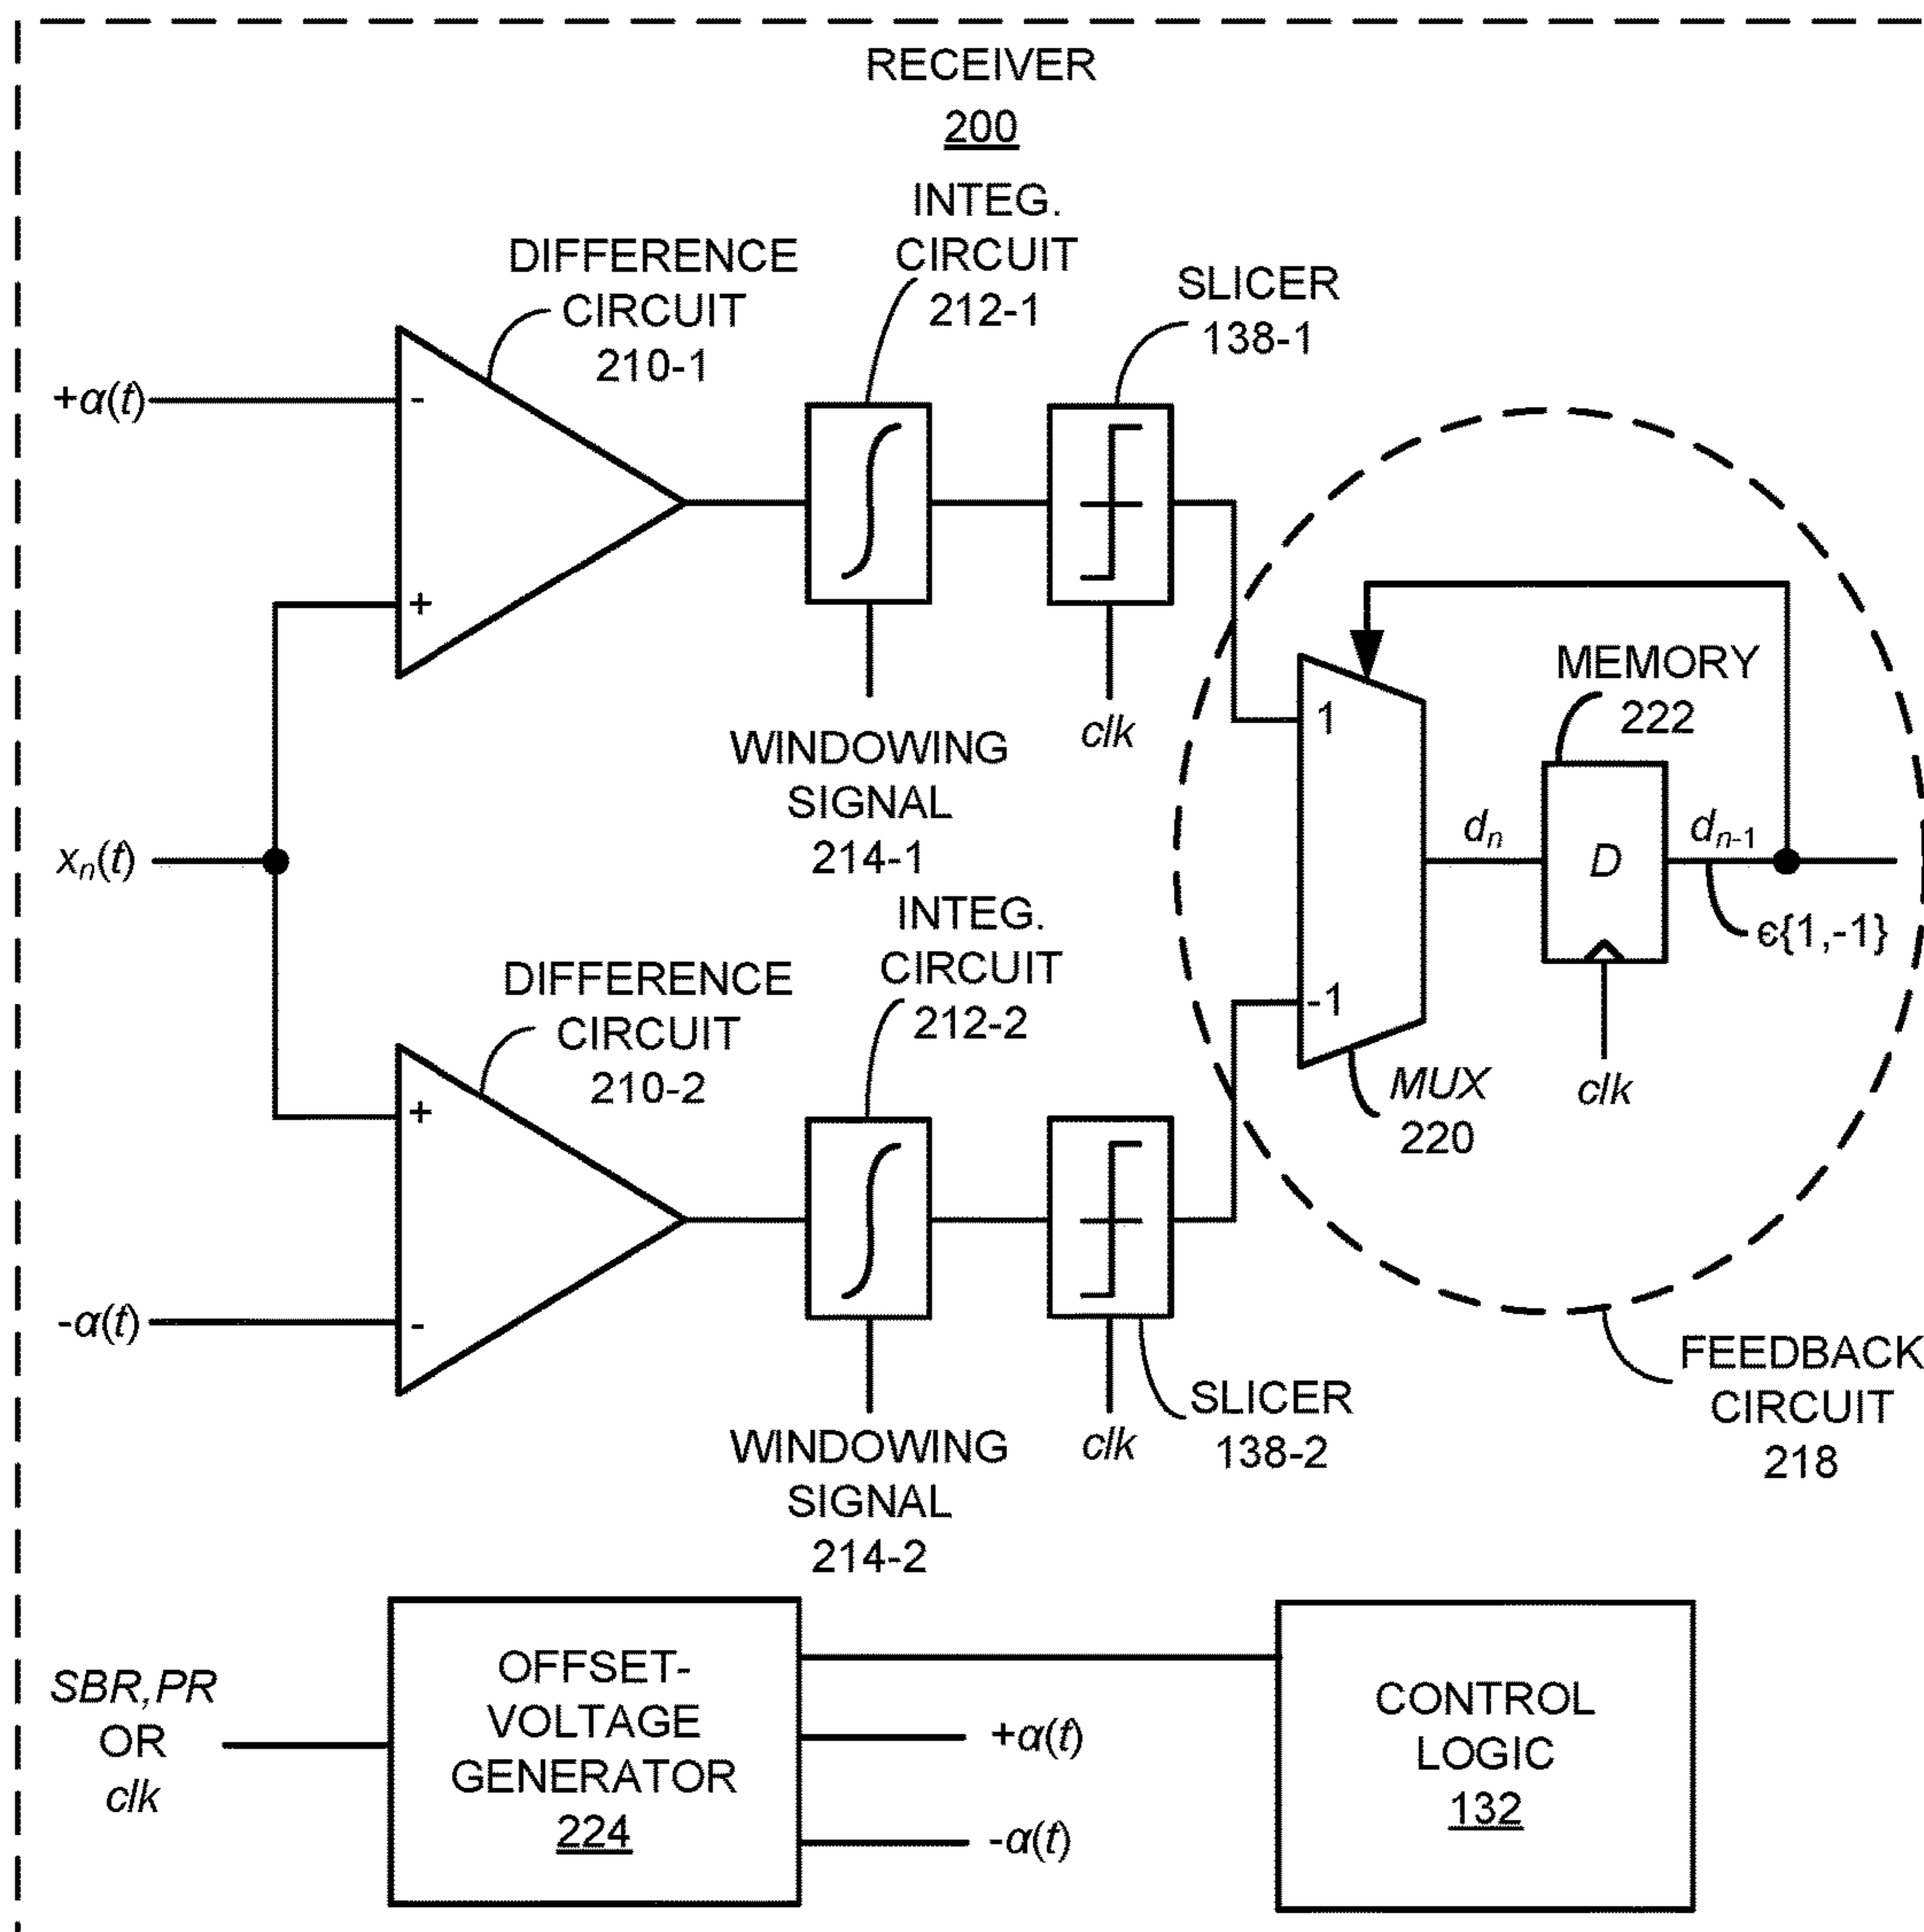 RECEIVER
200
INTEG.
CIRCUIT
212-1
DIFFERENCE
CIRCUIT
210-1
SLICER
138-1
+α(t)
-
+
WINDOWING
SIGNAL
214-1
clk
1
MEMORY
222
xn(t)
dn
D
dn-1
ϵ{1,-1}
clk
INTEG.
CIRCUIT
212-2
DIFFERENCE
CIRCUIT
210-2
-1
MUX
220
+
-α(t)
-
WINDOWING
SIGNAL
214-2
clk
SLICER
138-2
FEEDBACK
CIRCUIT
218
SBR,PR
OR
clk
OFFSET-
VOLTAGE
GENERATOR
224
+α(t)
-α(t)
CONTROL
LOGIC
132